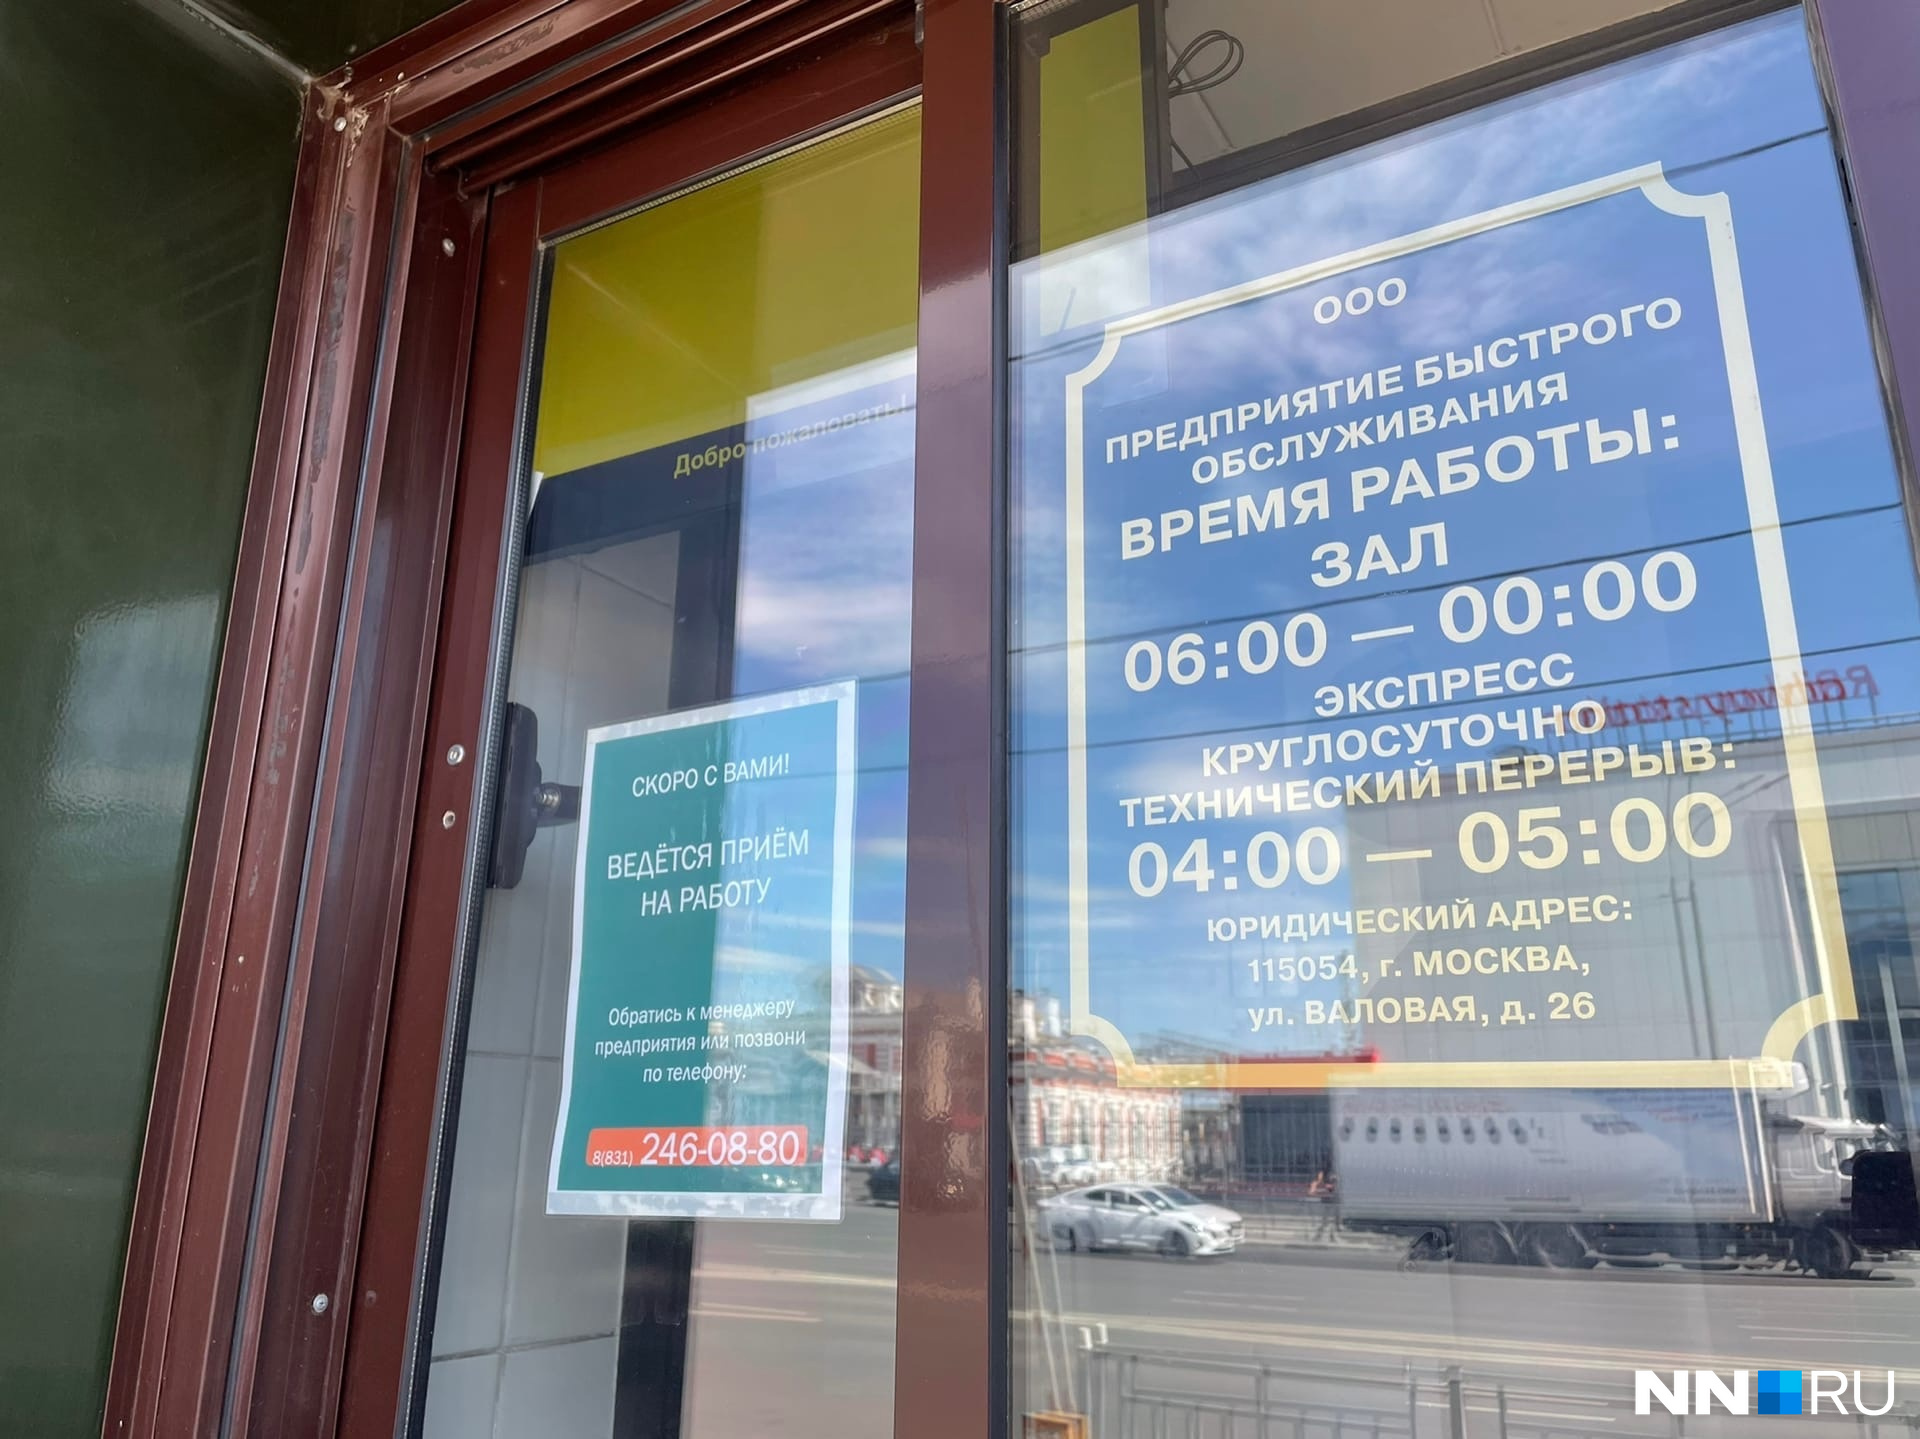 Добро пожаловать!
СКОРО С ВАМИ!
ВЕДЁТСЯ ПРИЁМ
НА РАБОТУ
Обратись к менеджеру
предприятия или позвони
по телефону:
8(831) 246-08-80
ООО
ПРЕДПРИЯТИЕ БЫСТРОГО
ОБСЛУЖИВАНИЯ
ВРЕМЯ РАБОТЫ:
ЗАЛ
06:00 — 00:00
ЭКСПРЕСС
КРУГЛОСУТОЧНО
ТЕХНИЧЕСКИЙ ПЕРЕРЫВ:
04:00 — 05:00
ЮРИДИЧЕСКИЙ АДРЕС:
115054, г. МОСКВА,
ул. ВАЛОВАЯ, д. 26
Railway station
NN RU